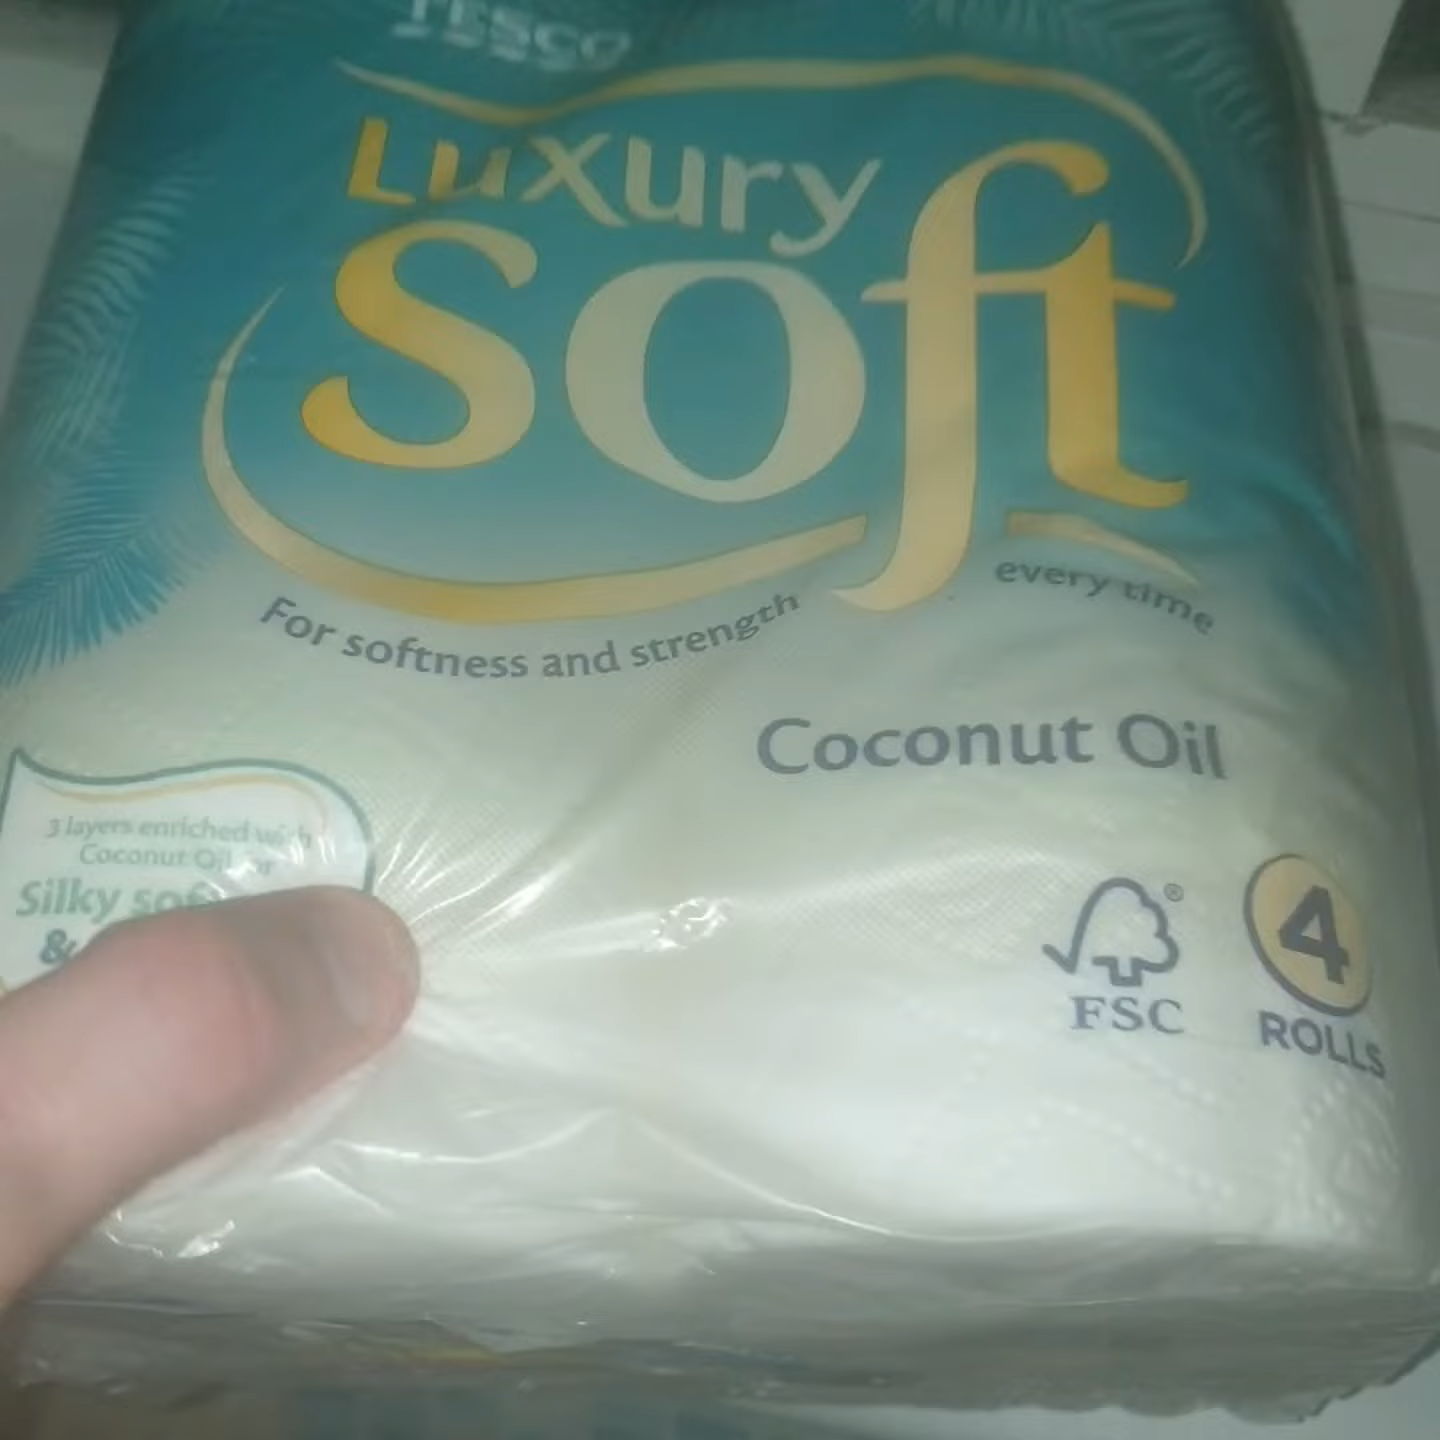 TESCO
Luxury
Soft
For softness and strength every time
Coconut Oil
3 layers enriched with
Coconut Oil for
Silky
&
®
FSC
4
ROLLS